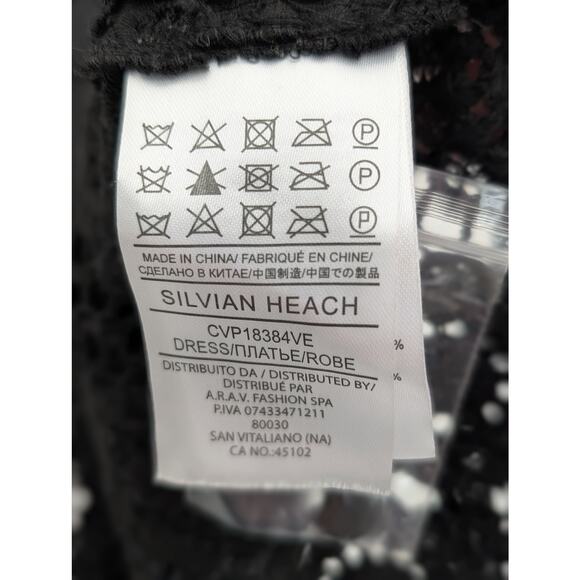 P
P
P
MADE IN CHINA/ FABRIQUÉ EN CHINE/
СДЕЛАНО В КИТАЕ/中国制造/中国での製品
SILVIAN HEACH
CVP18384VE
DRESS/ПЛАТЬЕ/ROBE
%
DISTRIBUITO DA / DISTRIBUTED BY/
DISTRIBUÉ PAR
%
A.R.A.V. FASHION SPA
P.IVA 07433471211
80030
SAN VITALIANO (NA)
CA NO.:45102